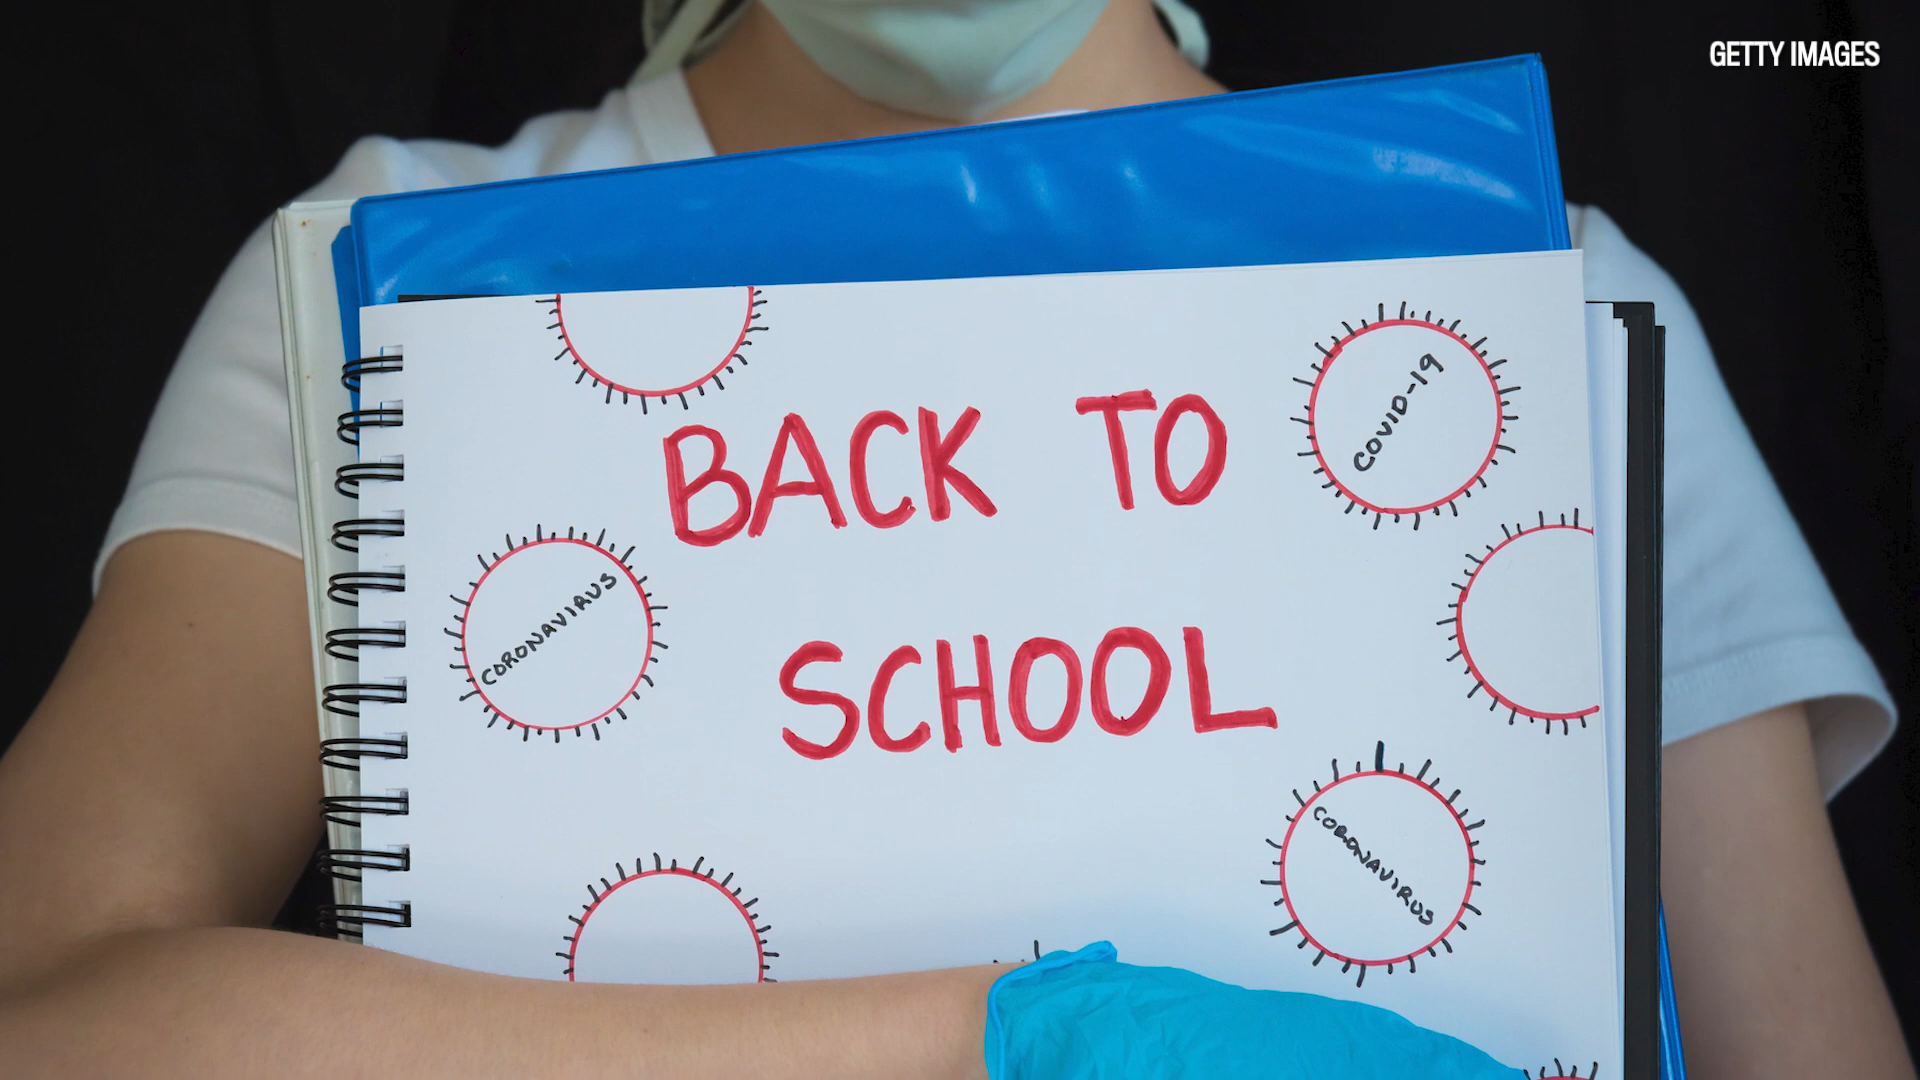 GETTY IMAGES
BACK TO
COVID-19
CORONAVIRUS
SCHOOL
CORONAVIRUS